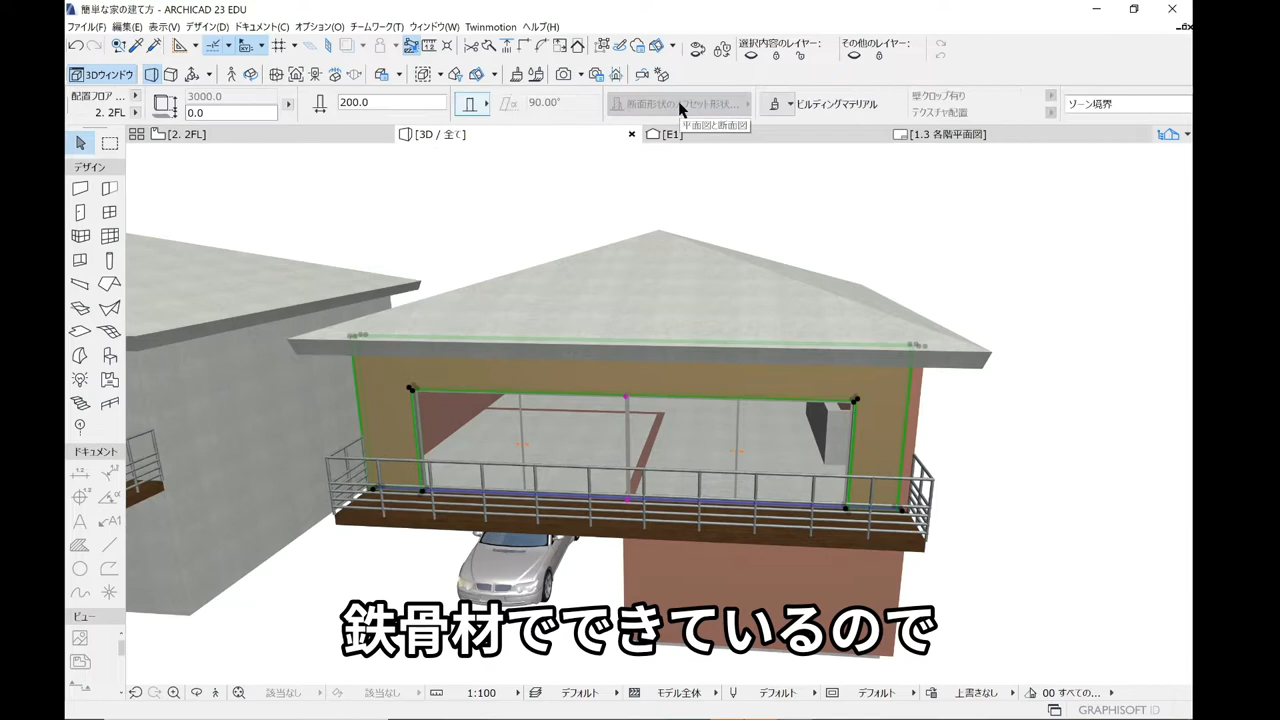 簡単な家の建て方 - ARCHICAD 23 EDU
ファイル(F) 編集(E) 表示(V) デザイン(D) ドキュメント(C) オプション(O) チームワーク(T) ウィンドウ(W) Twinmotion ヘルプ(H)
選択内容のレイヤー: その他のレイヤー:
3Dウィンドウ
配置フロア...
2. 2FL
3000.0
0.0
200.0
90.00°
ビルディングマテリアル
壁クロップ有り
テクスチャ配置
ゾーン境界
平面図と断面図
[2. 2FL]
[3D / 全て]
[E1]
[1.3 各階平面図]
デザイン
ドキュメント
ビュー
鉄骨材でできているので
該当なし 該当なし 1:100 デフォルト モデル全体 デフォルト デフォルト 上書きなし 00 すべての...
GRAPHISOFT ID